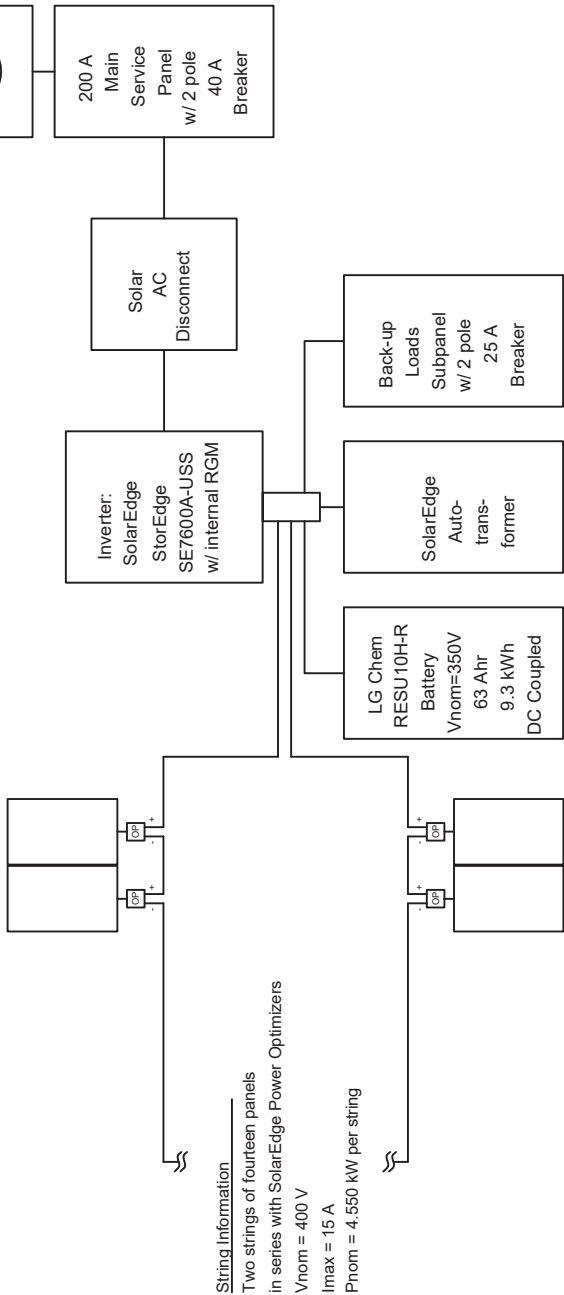 200 A
Main
Service
Panel
w/ 2 pole
40 A
Breaker
Solar
AC
Disconnect
Inverter:
SolarEdge
StorEdge
SE7600A-USS
w/ internal RGM
Back-up
Loads
Subpanel
w/ 2 pole
25 A
Breaker
SolarEdge
Auto-
trans-
former
LG Chem
RESU10H-R
Battery
Vnom=350V
63 Ahr
9.3 kWh
DC Coupled
OP
- +
OP
- +
OP
- +
OP
- +
String Information
Two strings of fourteen panels
in series with SolarEdge Power Optimizers
Vnom = 400 V
Imax = 15 A
Pnom = 4.550 kW per string